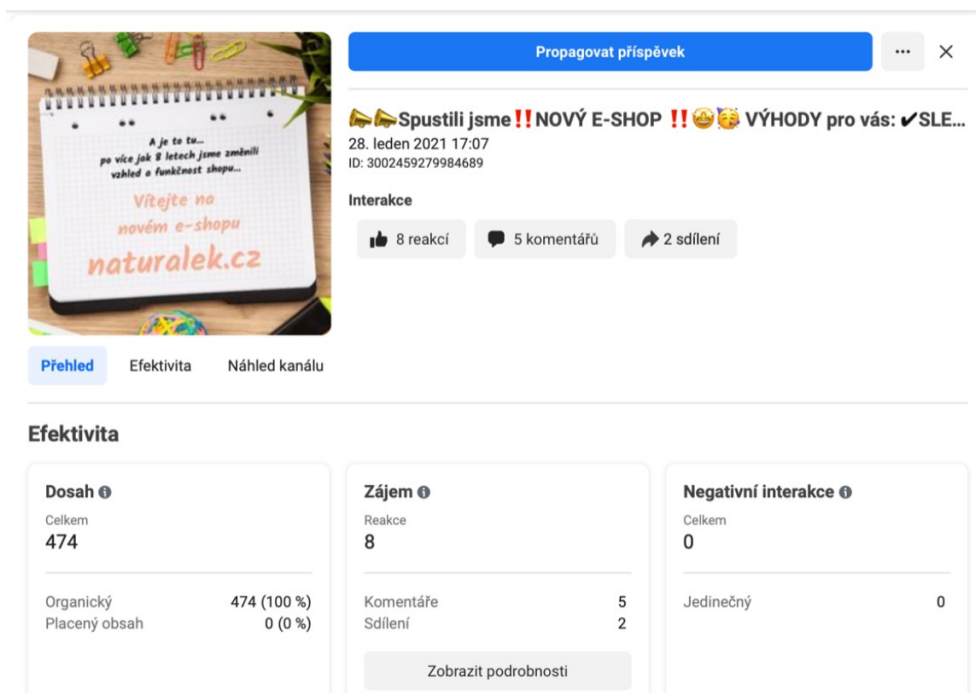 Propagovat příspěvek
...
📣📣Spustili jsme‼️NOVÝ E-SHOP ‼️🤩🥳 VÝHODY pro vás: ✔SLE...
28. leden 2021 17:07
ID: 3002459279984689
A je to tu...
po více jak 8 letech jsme změnili
vzhled a funkčnost shopu...
Vítejte na
novém e-shopu
naturalek.cz
Interakce
8 reakcí
5 komentářů
2 sdílení
Přehled Efektivita Náhled kanálu
Efektivita
Dosah
Celkem
474
Organický 474 (100 %)
Placený obsah 0 (0 %)
Zájem
Reakce
8
Komentáře 5
Sdílení 2
Zobrazit podrobnosti
Negativní interakce
Celkem
0
Jedinečný 0